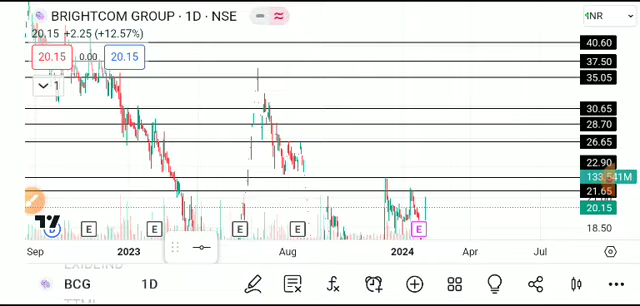 BRIGHTCOM GROUP · 1D · NSE
INR
20.15 +2.25 (+12.57%)
20.15 0.00 20.15
1
40.60
37.50
35.05
30.65
28.70
26.65
22.90
133.541M
21.65
20.15
18.50
D E E E E E
Sep 2023 Aug 2024 Apr Jul
EXIDEIND
BCG 1D
TTML